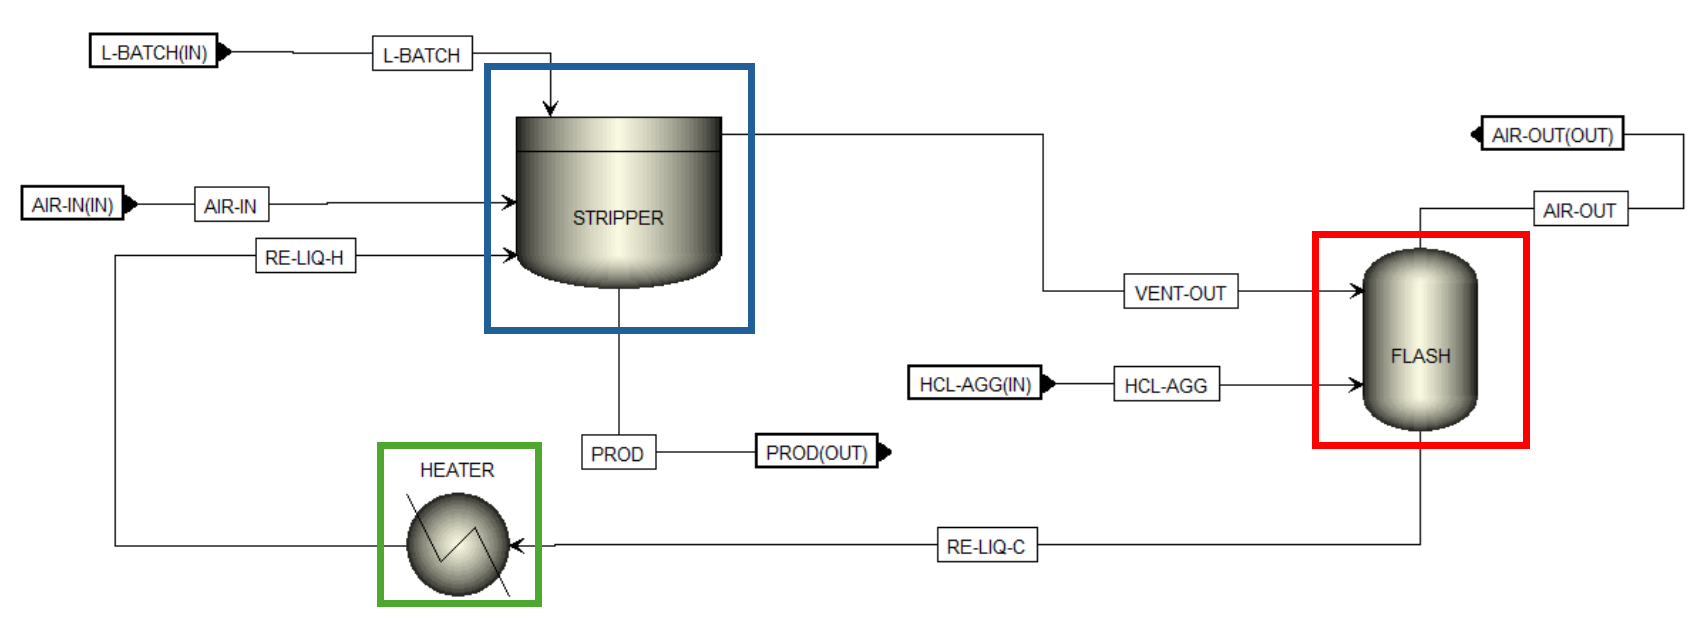 L-BATCH(IN)
L-BATCH
AIR-OUT(OUT)
AIR-IN(IN)
AIR-IN
STRIPPER
AIR-OUT
RE-LIQ-H
VENT-OUT
FLASH
HCL-AGG(IN)
HCL-AGG
PROD
PROD(OUT)
HEATER
RE-LIQ-C